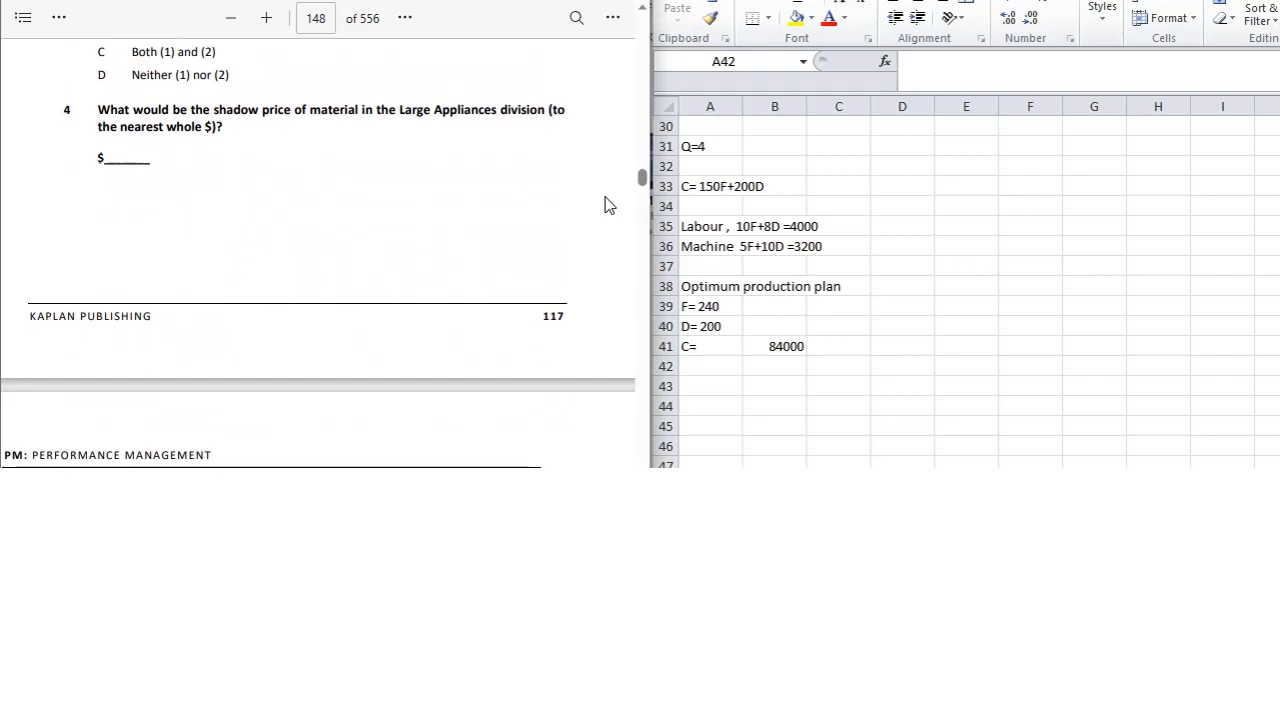 148 of 556
C Both (1) and (2)
D Neither (1) nor (2)
4 What would be the shadow price of material in the Large Appliances division (to
the nearest whole $)?
$_______
KAPLAN PUBLISHING 117
PM: PERFORMANCE MANAGEMENT
Paste
Clipboard
Font
Alignment
Number
Styles
Format
Cells
Sort &
Filter
Editin
A42
fx
A B C D E F G H I
30
31 Q=4
32
33 C= 150F+200D
34
35 Labour , 10F+8D =4000
36 Machine 5F+10D =3200
37
38 Optimum production plan
39 F= 240
40 D= 200
41 C= 84000
42
43
44
45
46
47